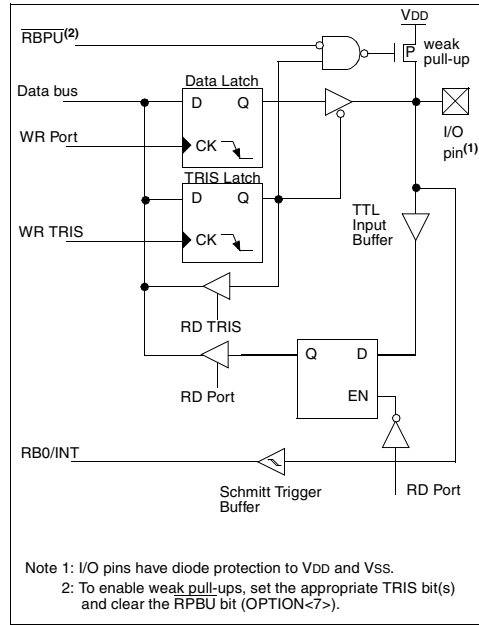 VDD
RBPU(2)
P
weak
pull-up
Data Latch
Data bus
D
Q
I/O
pin(1)
WR Port
CK
TRIS Latch
D
Q
TTL
Input
Buffer
WR TRIS
CK
RD TRIS
Q
D
RD Port
EN
RB0/INT
RD Port
Schmitt Trigger
Buffer
Note 1: I/O pins have diode protection to VDD and VSS.
2: To enable weak pull-ups, set the appropriate TRIS bit(s)
and clear the RPBU bit (OPTION<7>).